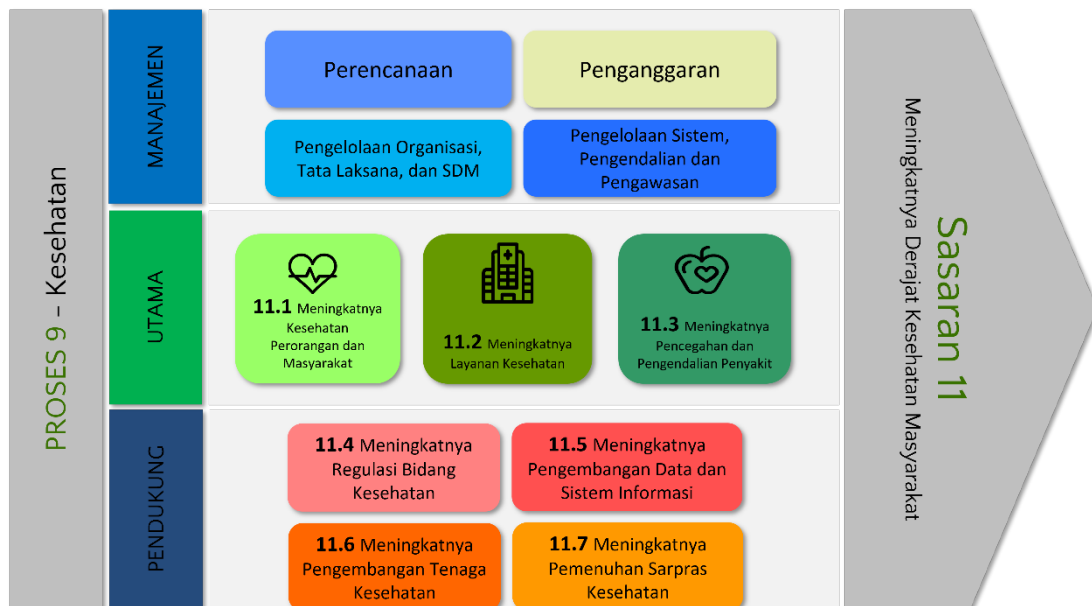 PROSES 9 – Kesehatan
MANAJEMEN
Perencanaan
Penganggaran
Pengelolaan Organisasi,
Tata Laksana, dan SDM
Pengelolaan Sistem,
Pengendalian dan
Pengawasan
UTAMA
11.1 Meningkatnya
Kesehatan
Perorangan dan
Masyarakat
11.2 Meningkatnya
Layanan Kesehatan
11.3 Meningkatnya
Pencegahan dan
Pengendalian Penyakit
PENDUKUNG
11.4 Meningkatnya
Regulasi Bidang
Kesehatan
11.5 Meningkatnya
Pengembangan Data dan
Sistem Informasi
11.6 Meningkatnya
Pengembangan Tenaga
Kesehatan
11.7 Meningkatnya
Pemenuhan Sarpras
Kesehatan
Sasaran 11
Meningkatnya Derajat Kesehatan Masyarakat